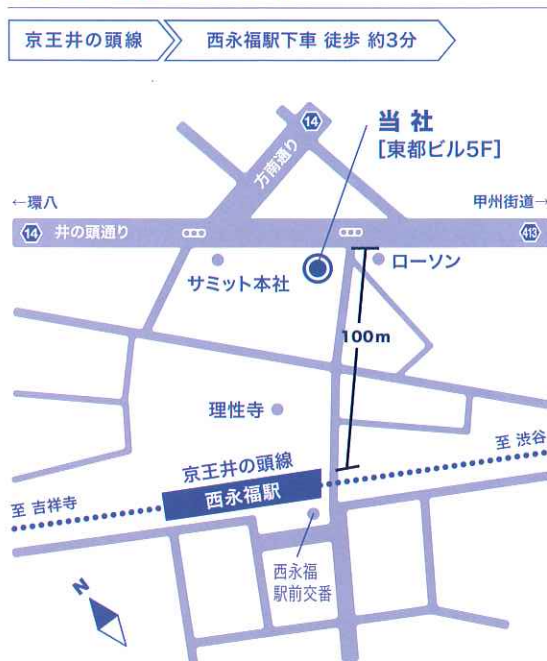 京王井の頭線
西永福駅下車 徒歩 約3分
14
当社
[東都ビル5F]
方南通り
←環八
甲州街道→
14
井の頭通り
413
サミット本社
ローソン
100m
理性寺
至 渋谷
京王井の頭線
西永福駅
至 吉祥寺
西永福
駅前交番
N